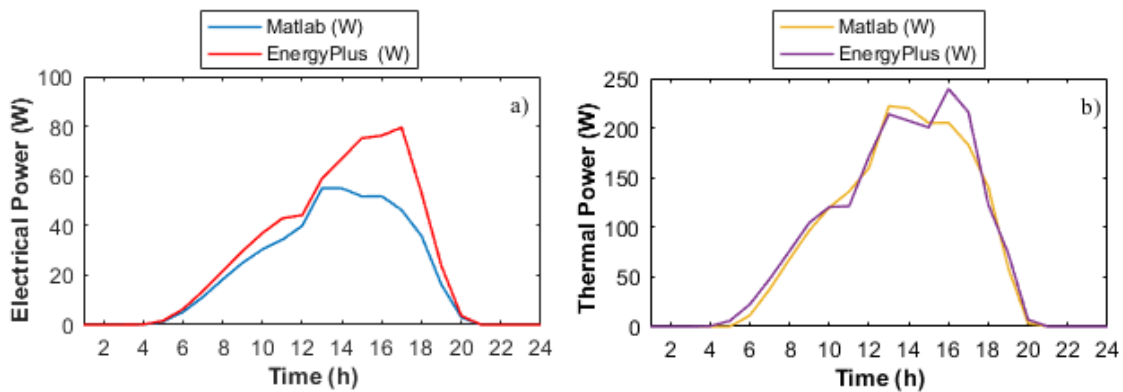 Matlab (W)
EnergyPlus (W)
Electrical Power (W)
100
80
60
40
20
0
a)
2 4 6 8 10 12 14 16 18 20 22 24
Time (h)
Matlab (W)
EnergyPlus (W)
Thermal Power (W)
250
200
150
100
50
0
b)
2 4 6 8 10 12 14 16 18 20 22 24
Time (h)